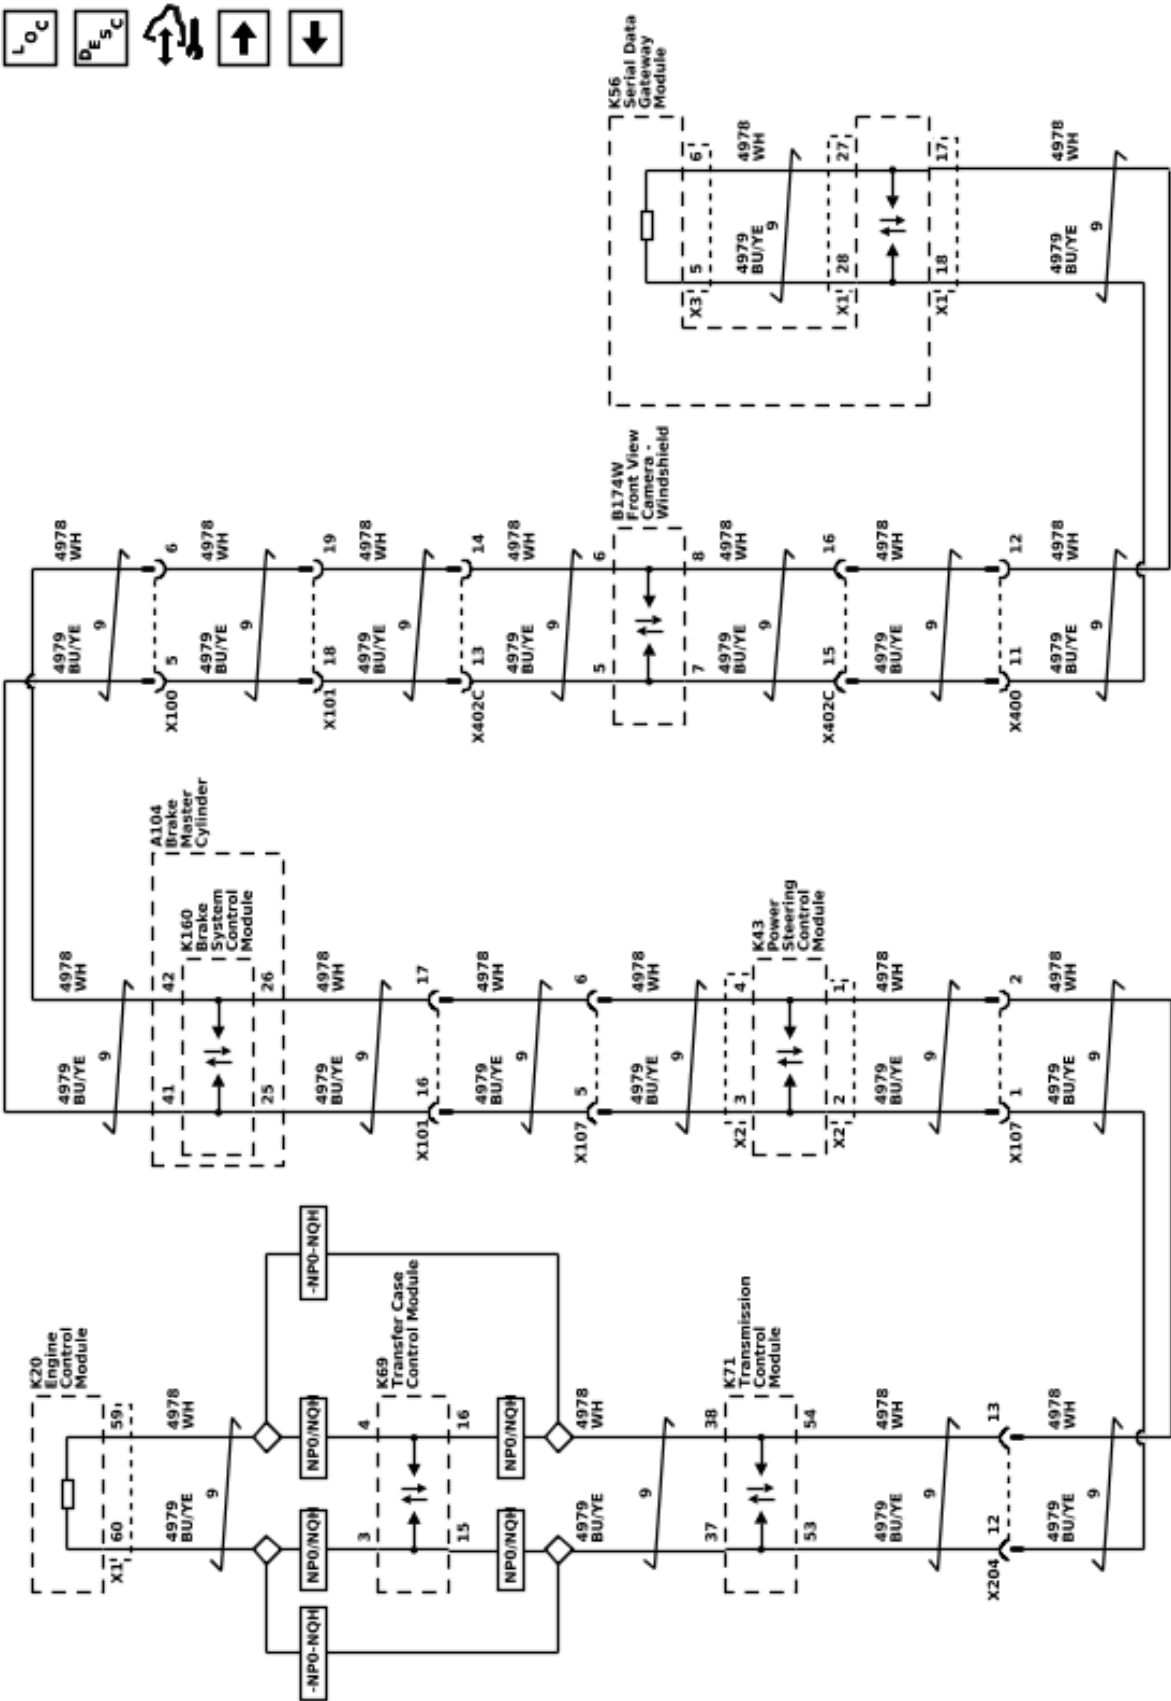 LOC
DESC
K20
Engine
Control
Module
60
59
X1
4979
BU/YE
4978
WH
9
-NP0-NQH
NP0/NQH
NP0/NQH
-NP0-NQH
3
4
K69
Transfer Case
Control Module
15
16
NP0/NQH
NP0/NQH
4979
BU/YE
4978
WH
9
37
38
K71
Transmission
Control
Module
53
54
4979
BU/YE
4978
WH
9
12
13
X204
4979
BU/YE
4978
WH
9
4979
BU/YE
4978
WH
9
A104
Brake
Master
Cylinder
41
42
K160
Brake
System
Control
Module
25
26
4979
BU/YE
4978
WH
9
X101
16
17
4979
BU/YE
4978
WH
9
X107
5
6
4979
BU/YE
4978
WH
9
X2
3
4
K43
Power
Steering
Control
Module
X2
2
1
4979
BU/YE
4978
WH
9
X107
1
2
4979
BU/YE
4978
WH
9
4979
BU/YE
4978
WH
9
X100
5
6
4979
BU/YE
4978
WH
9
X101
18
19
4979
BU/YE
4978
WH
9
X402C
13
14
4979
BU/YE
4978
WH
9
5
6
B174W
Front View
Camera -
Windshield
7
8
4979
BU/YE
4978
WH
9
X402C
15
16
4979
BU/YE
4978
WH
9
X400
11
12
4979
BU/YE
4978
WH
9
K56
Serial Data
Gateway
Module
X3
5
6
4979
BU/YE
4978
WH
9
X1
28
27
X1
18
17
4979
BU/YE
4978
WH
9